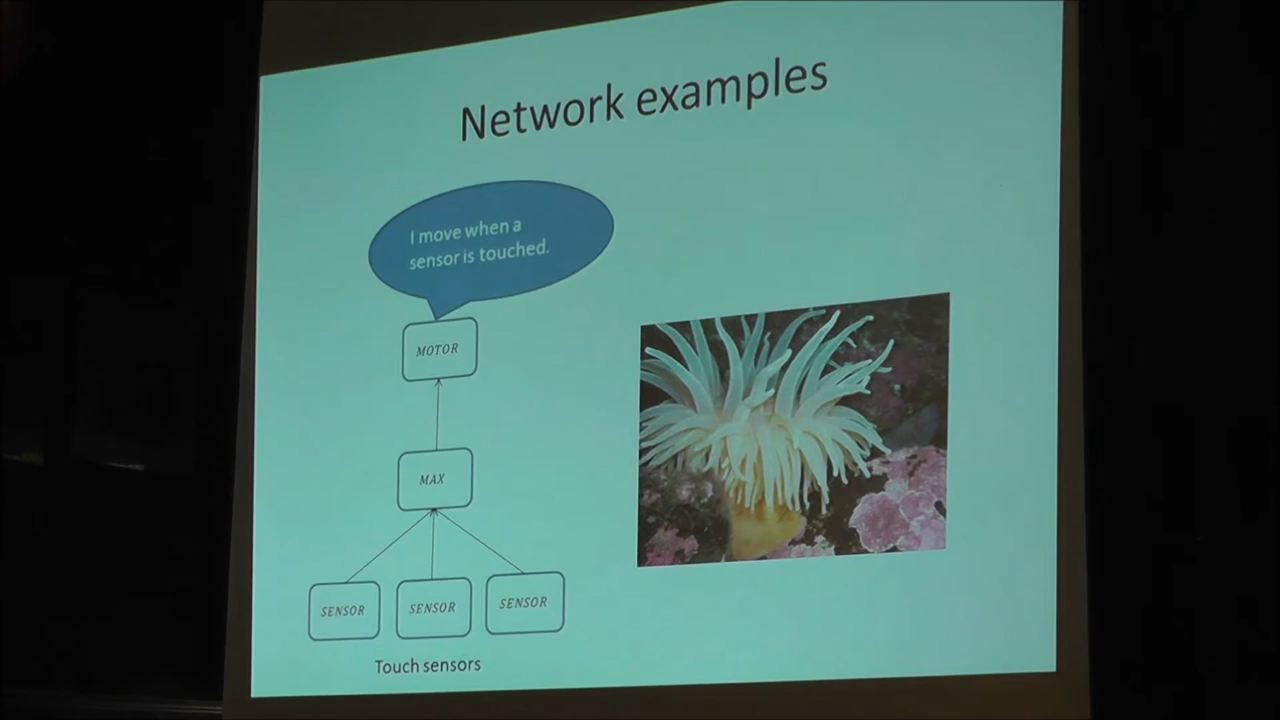 Network examples
I move when a
sensor is touched.
MOTOR
MAX
SENSOR SENSOR SENSOR
Touch sensors